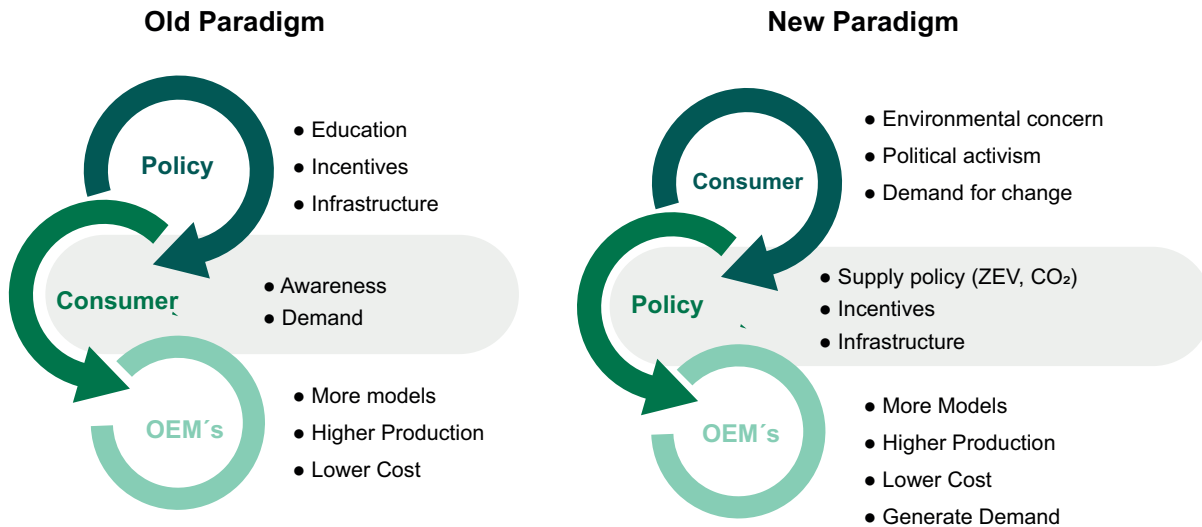 Old Paradigm
Policy
● Education
● Incentives
● Infrastructure
Consumer
● Awareness
● Demand
OEM´s
● More models
● Higher Production
● Lower Cost
New Paradigm
Consumer
● Environmental concern
● Political activism
● Demand for change
Policy
● Supply policy (ZEV, CO₂)
● Incentives
● Infrastructure
OEM´s
● More Models
● Higher Production
● Lower Cost
● Generate Demand